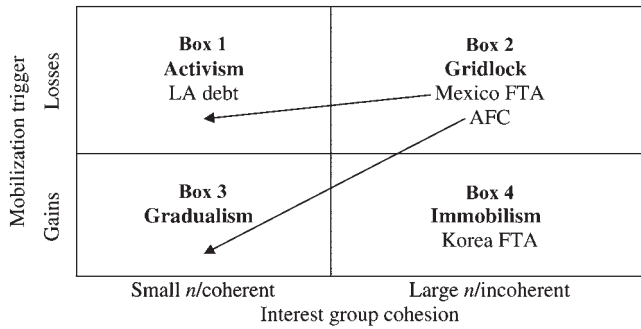 Mobilization trigger
Losses
Gains
Box 1
Activism
LA debt
Box 2
Gridlock
Mexico FTA
AFC
Box 3
Gradualism
Box 4
Immobilism
Korea FTA
Small n/coherent
Large n/incoherent
Interest group cohesion